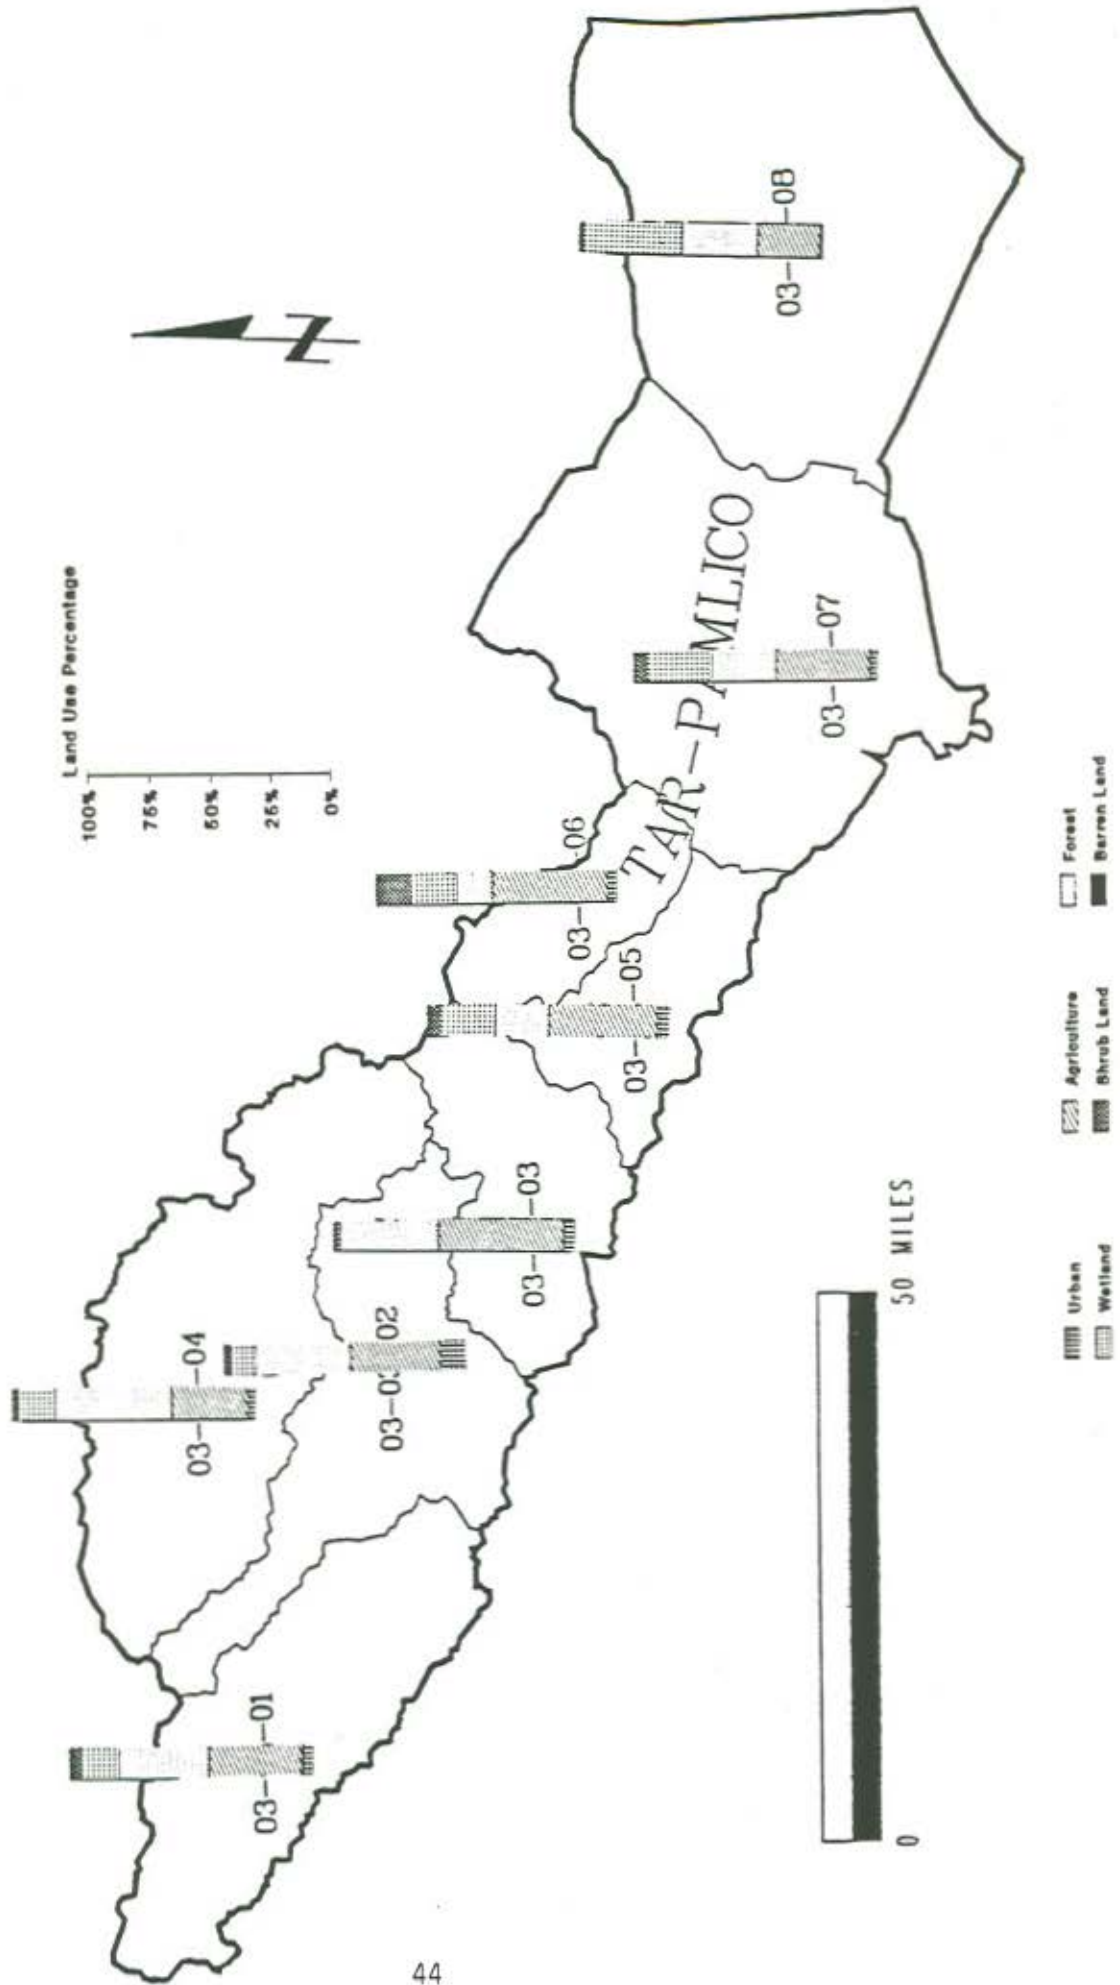 Land Use Percentage
100%
75%
50%
25%
0%
03-04
03-01
03-02
03-03
03-06
03-05
TAR-PAMLICO
03-07
03-08
0
50 MILES
Urban
Agriculture
Forest
Wetland
Shrub Land
Barren Land
44